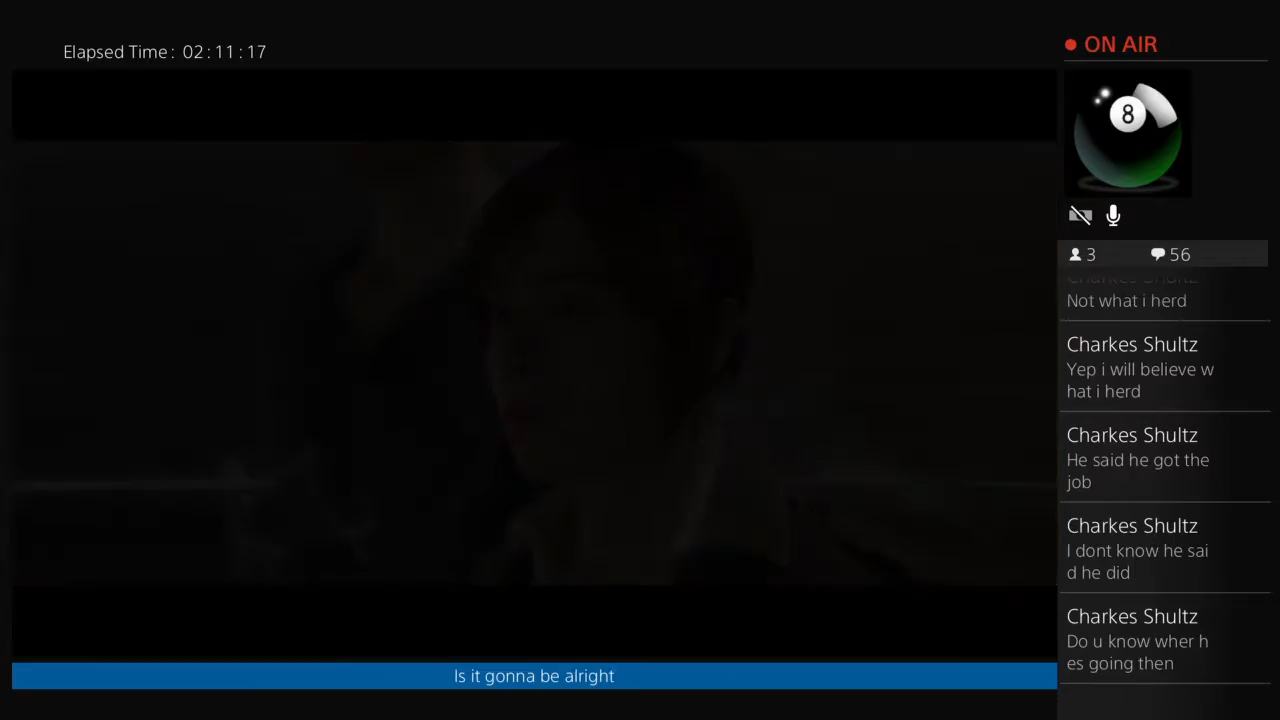 Elapsed Time: 02:11:17
ON AIR
8
3 56
Charkes Shultz
Not what i herd
Charkes Shultz
Yep i will believe w
hat i herd
Charkes Shultz
He said he got the
job
Charkes Shultz
I dont know he sai
d he did
Charkes Shultz
Do u know wher h
es going then
Is it gonna be alright